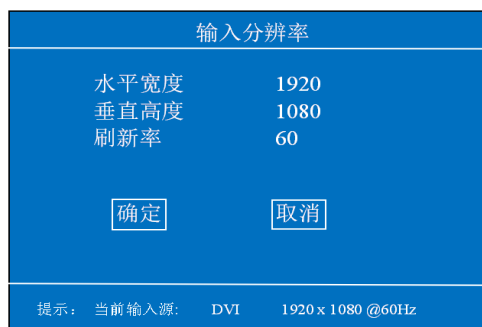 输入分辨率
水平宽度 1920
垂直高度 1080
刷新率 60
确定 取消
提示: 当前输入源: DVI 1920 x 1080 @60Hz